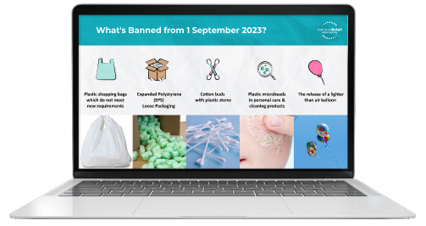 What's Banned from 1 September 2023?
Plastic shopping bags
which do not meet
new requirements
Expanded Polystyrene
(EPS)
Loose Packaging
Cotton buds
with plastic stems
Plastic microbeads
in personal care &
cleaning products
The release of a lighter
than air balloon